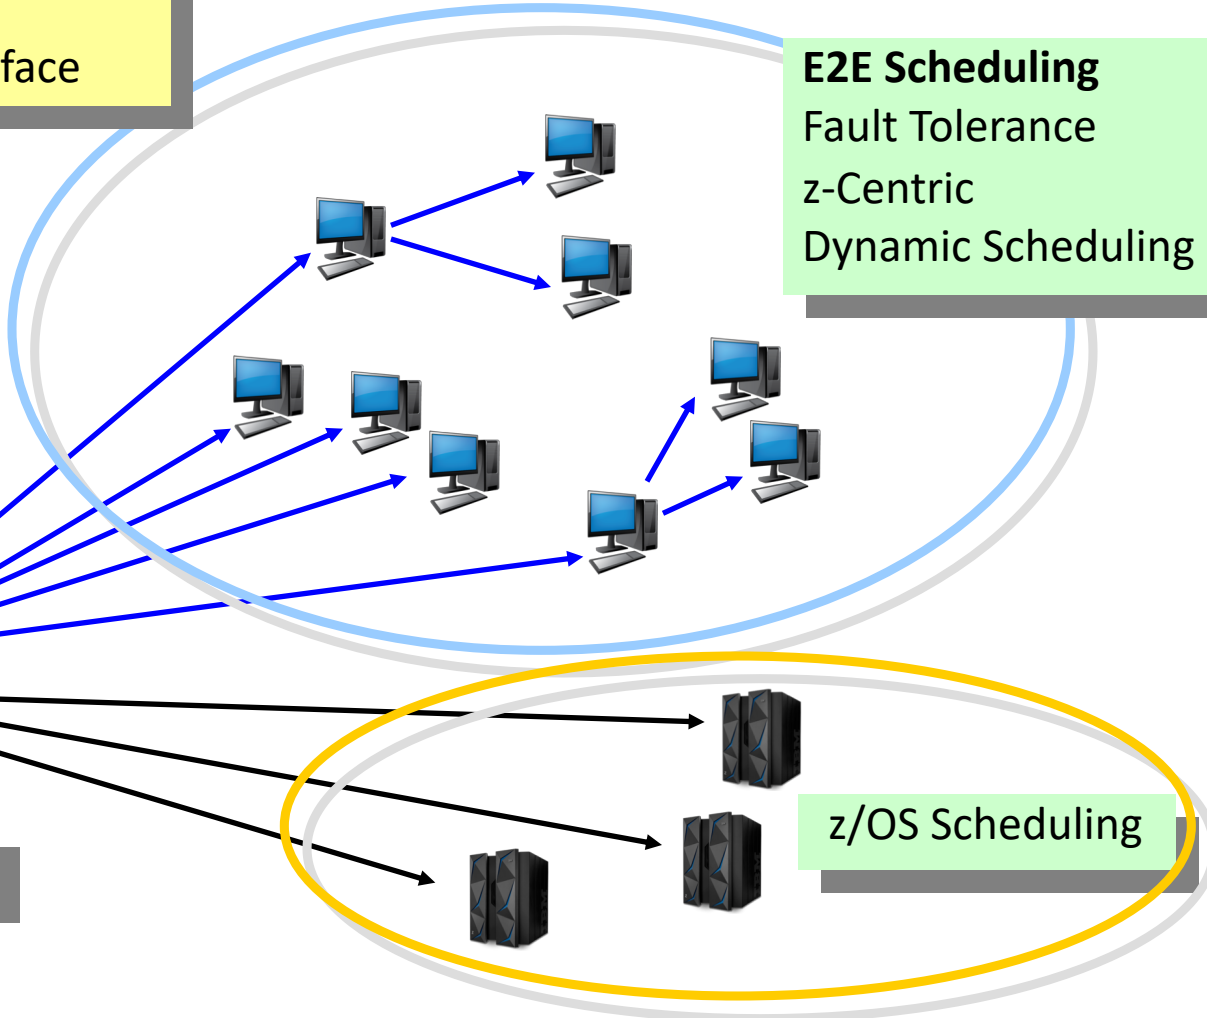 face
E2E Scheduling
Fault Tolerance
z-Centric
Dynamic Scheduling
z/OS Scheduling